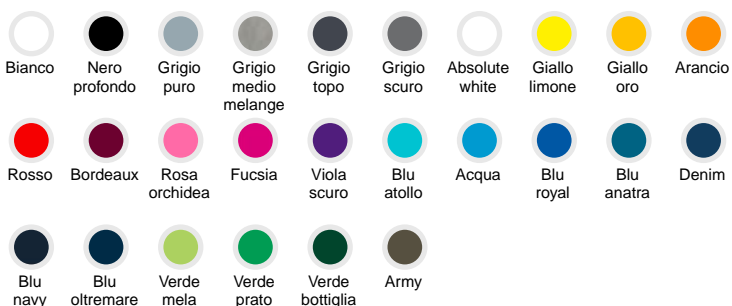 Bianco
Nero profondo
Grigio puro
Grigio medio melange
Grigio topo
Grigio scuro
Absolute white
Giallo limone
Giallo oro
Arancio
Rosso
Bordeaux
Rosa orchidea
Fucsia
Viola scuro
Blu atollo
Acqua
Blu royal
Blu anatra
Denim
Blu navy
Blu oltremare
Verde mela
Verde prato
Verde bottiglia
Army